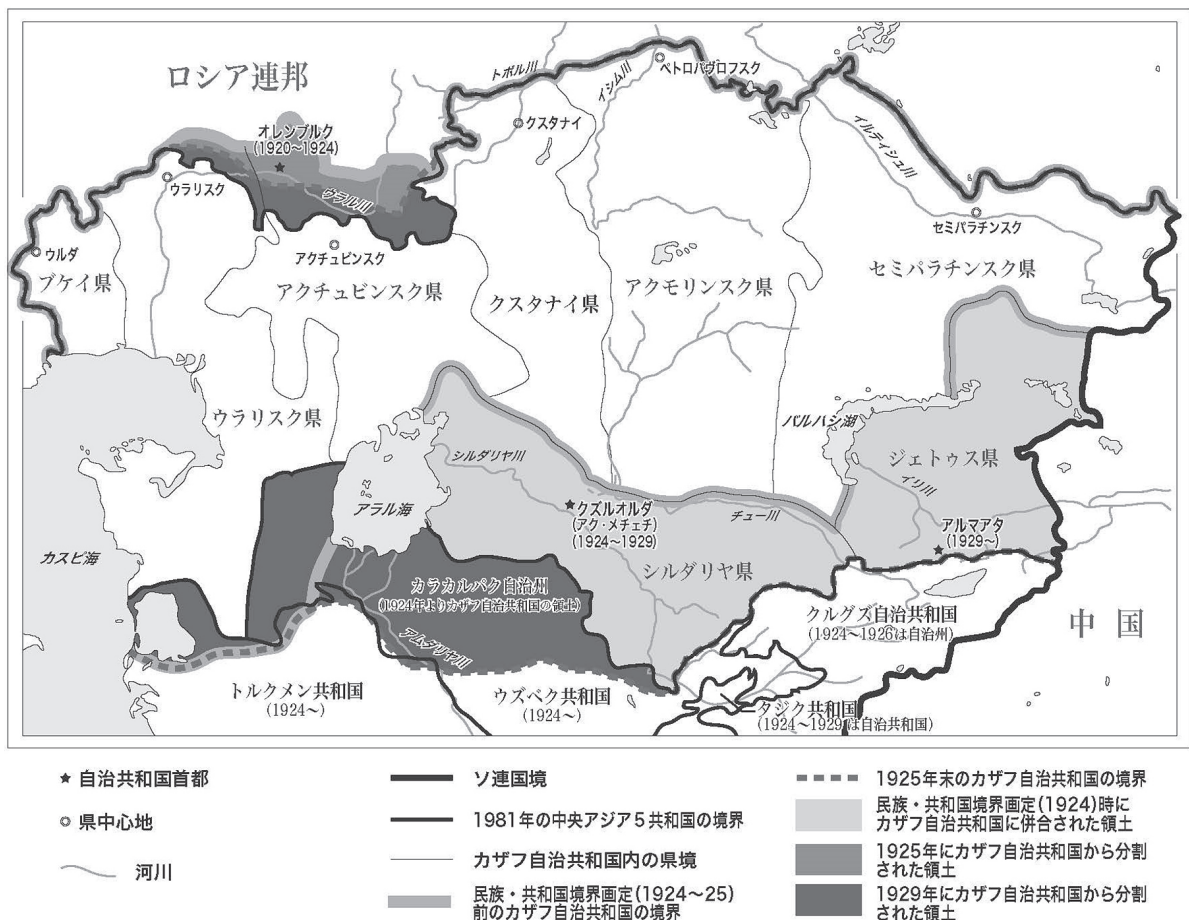 ロシア連邦
トボル川
イシム川
ペトロパヴロフスク
オレンブルク
(1920～1924)
クスタナイ
イルティシュ川
ウラリスク
ウラル川
セミパラチンスク
ウルダ
アクチュビンスク
ブケイ県
アクチュビンスク県
クスタナイ県
アクモリンスク県
セミパラチンスク県
ウラリスク県
バルハシ湖
シルダリヤ川
ジェトゥス県
イリ川
アラル海
クズルオルダ
(アク・メチェチ)
(1924～1929)
チュー川
アルマアタ
(1929～)
カスピ海
シルダリヤ県
カラカルパク自治州
(1924年よりカザフ自治共和国の領土)
クルグズ自治共和国
(1924～1926は自治州)
中国
アムダリヤ川
トルクメン共和国
(1924～)
ウズベク共和国
(1924～)
タジク共和国
(1924～1929は自治共和国)
自治共和国首都
県中心地
河川
ソ連国境
1981年の中央アジア5共和国の境界
カザフ自治共和国内の県境
民族・共和国境界画定(1924～25)
前のカザフ自治共和国の境界
1925年末のカザフ自治共和国の境界
民族・共和国境界画定(1924)時に
カザフ自治共和国に併合された領土
1925年にカザフ自治共和国から分割
された領土
1929年にカザフ自治共和国から分割
された領土